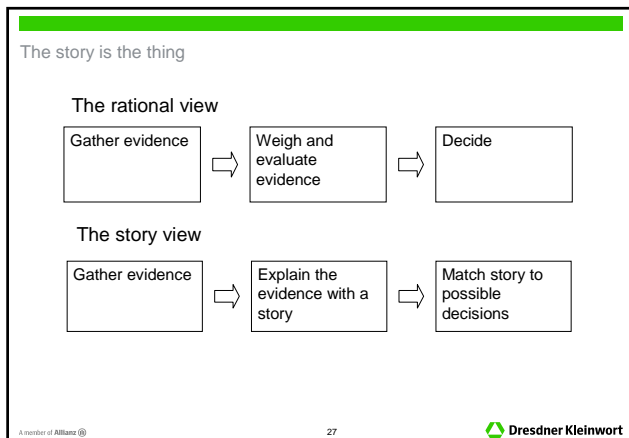 The story is the thing
The rational view
Gather evidence
Weigh and
evaluate
evidence
Decide
The story view
Gather evidence
Explain the
evidence with a
story
Match story to
possible
decisions
A member of Allianz
27
Dresdner Kleinwort